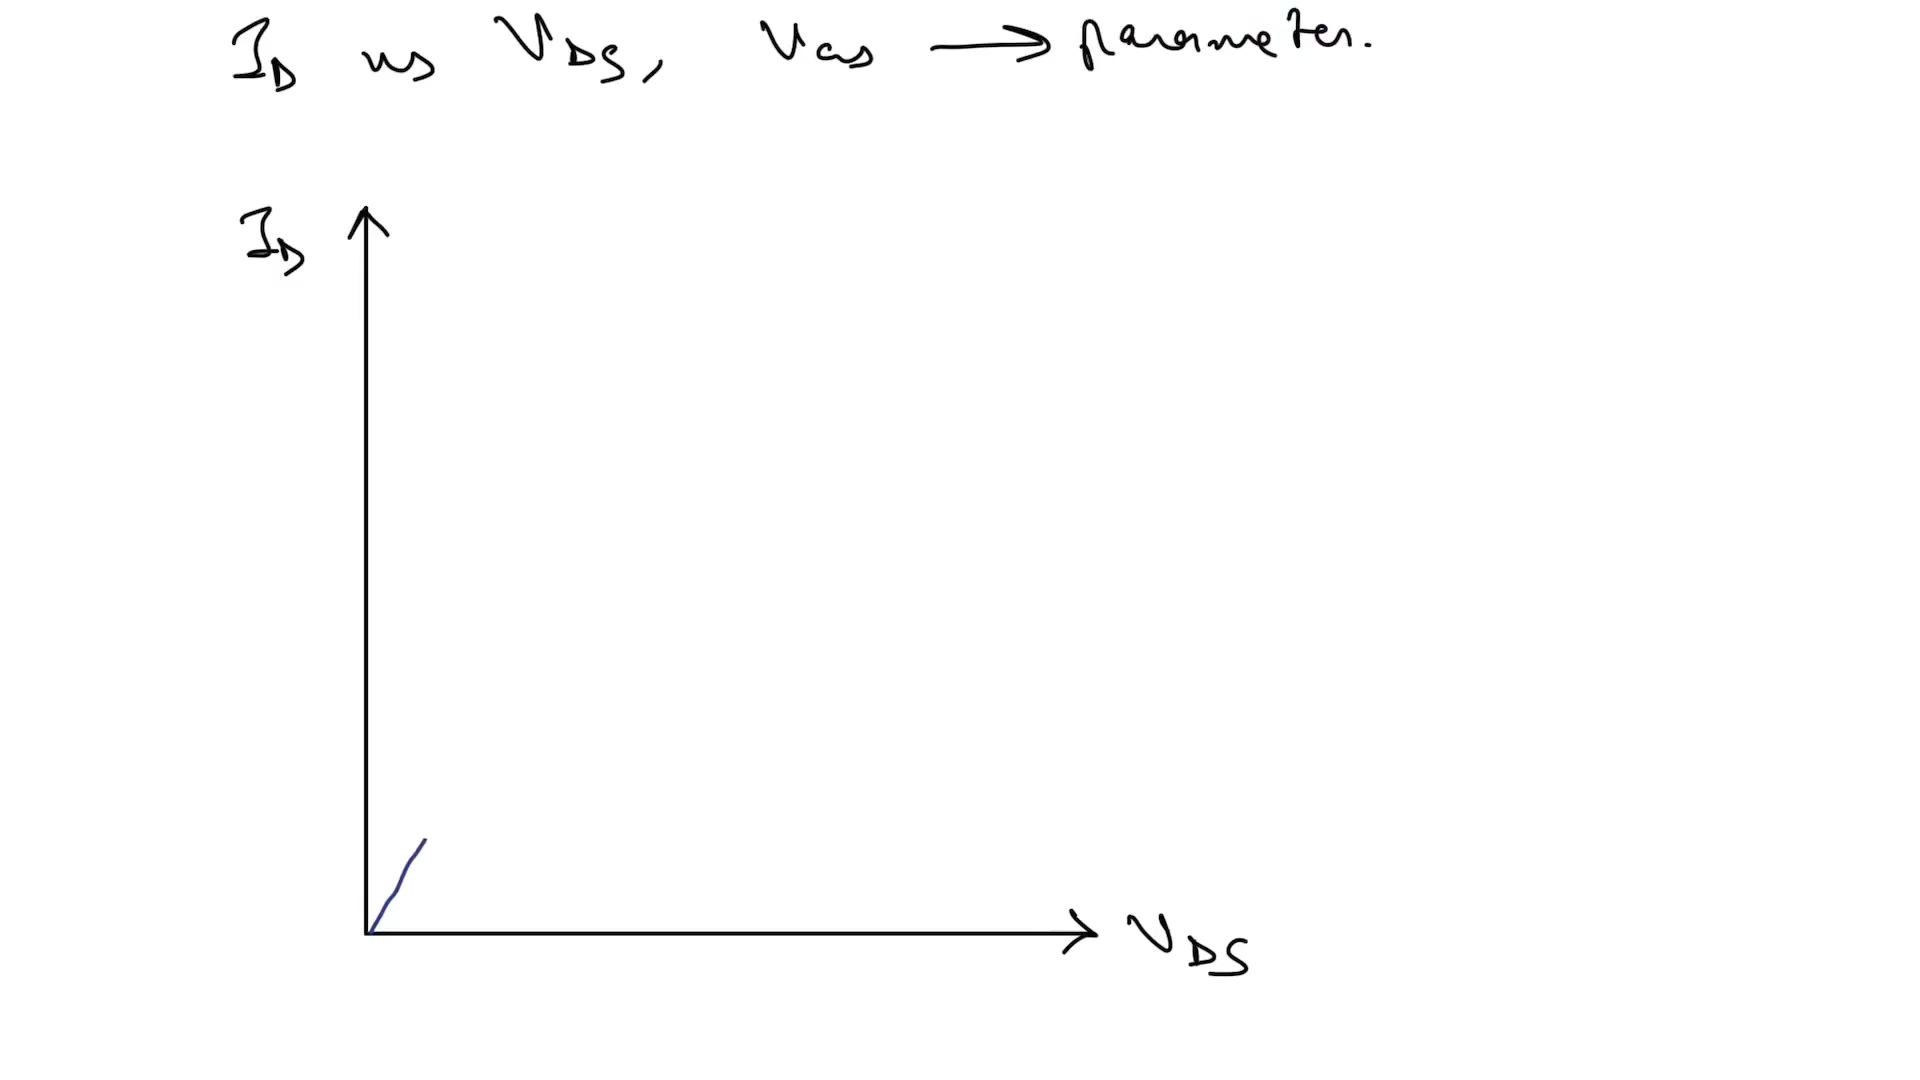 I_D vs V_DS, V_GS → parameter.
I_D
V_DS